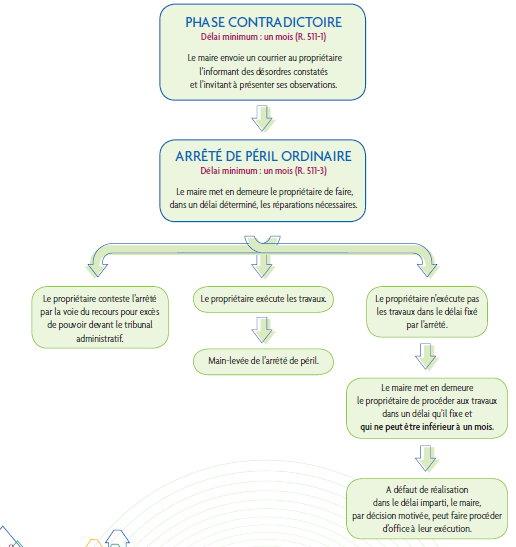 PHASE CONTRADICTOIRE
Délai minimum : un mois (R. 511-1)
Le maire envoie un courrier au propriétaire
l'informant des désordres constatés
et l'invitant à présenter ses observations.
ARRÊTÉ DE PÉRIL ORDINAIRE
Délai minimum : un mois (R. 511-3)
Le maire met en demeure le propriétaire de faire,
dans un délai déterminé, les réparations nécessaires.
Le propriétaire conteste l'arrêté
par la voie du recours pour excès
de pouvoir devant le tribunal
administratif.
Le propriétaire exécute les travaux.
Main-levée de l'arrêté de péril.
Le propriétaire n'exécute pas
les travaux dans le délai fixé
par l'arrêté.
Le maire met en demeure
le propriétaire de procéder aux travaux
dans un délai qu'il fixe et
qui ne peut être inférieur à un mois.
A défaut de réalisation
dans le délai imparti, le maire,
par décision motivée, peut faire procéder
d'office à leur exécution.